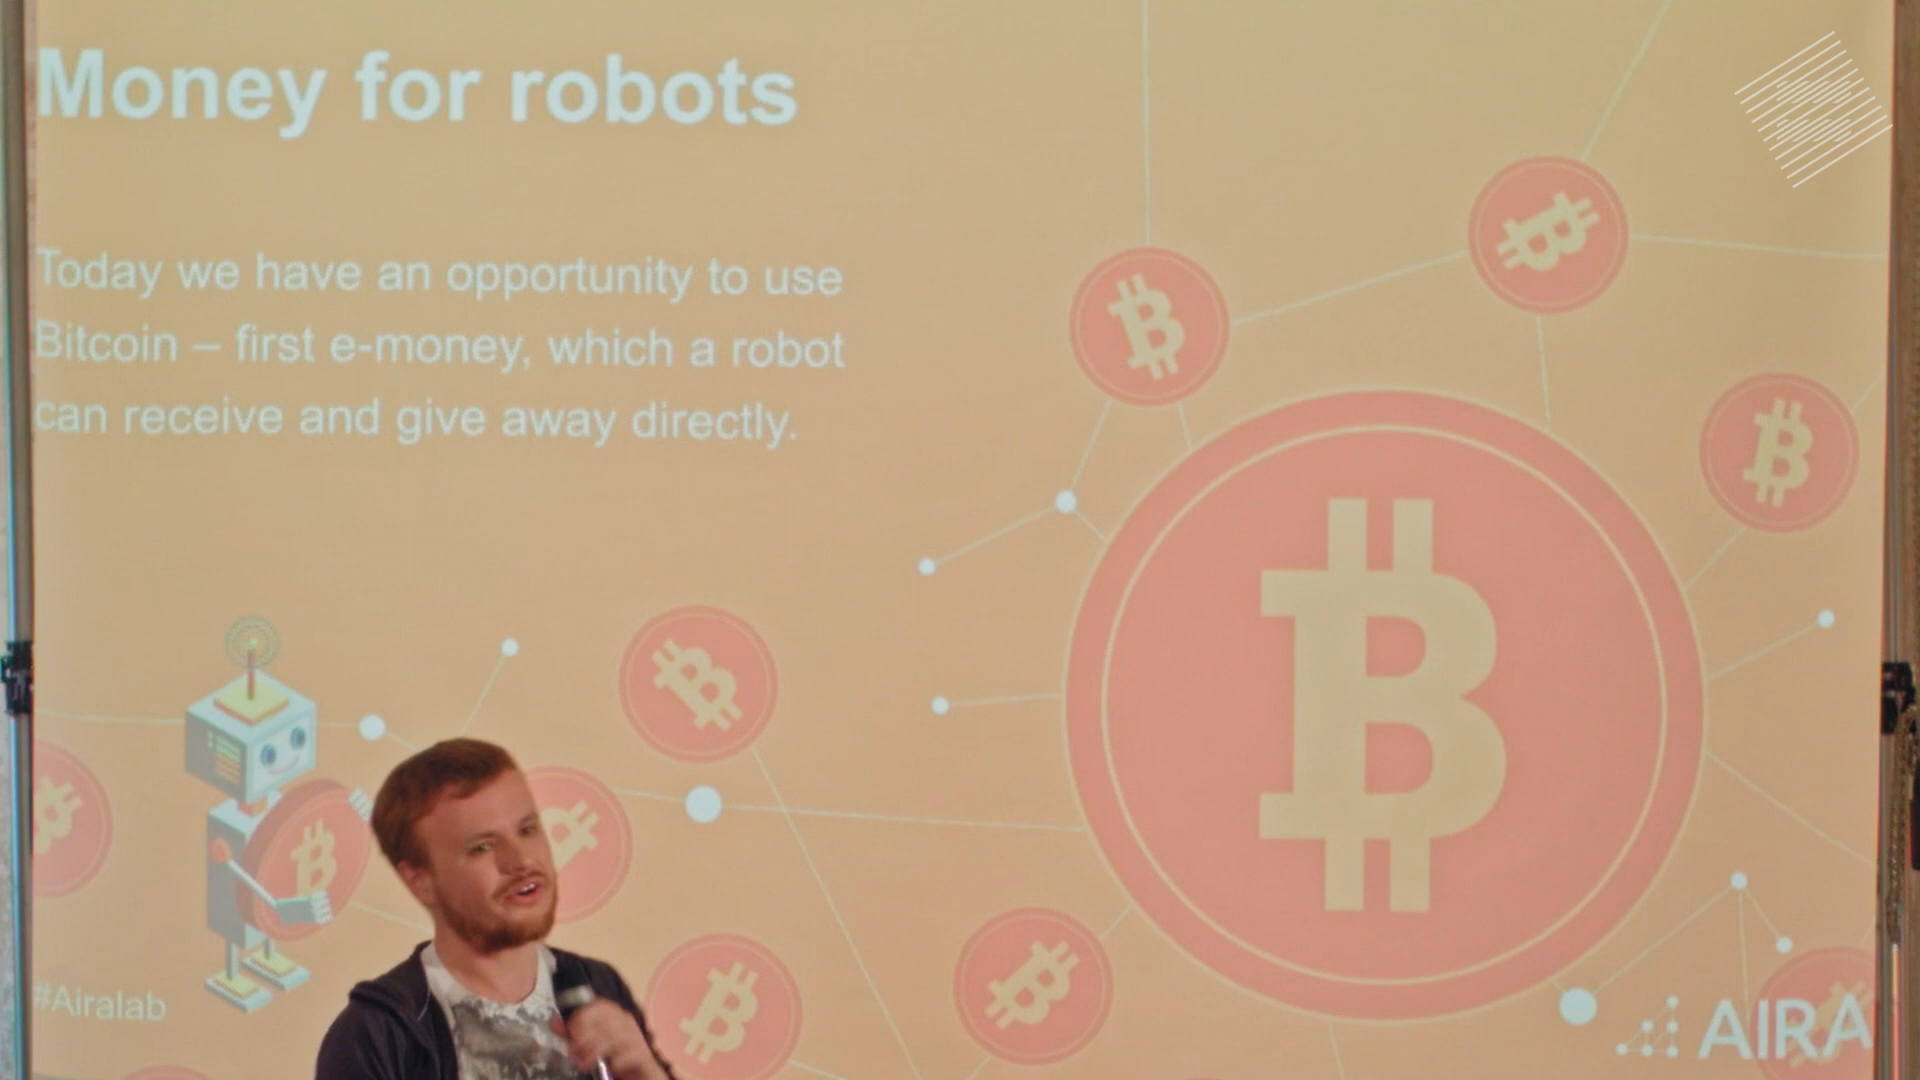 Money for robots
Today we have an opportunity to use
Bitcoin – first e-money, which a robot
can receive and give away directly.
#Airalab
AIRA